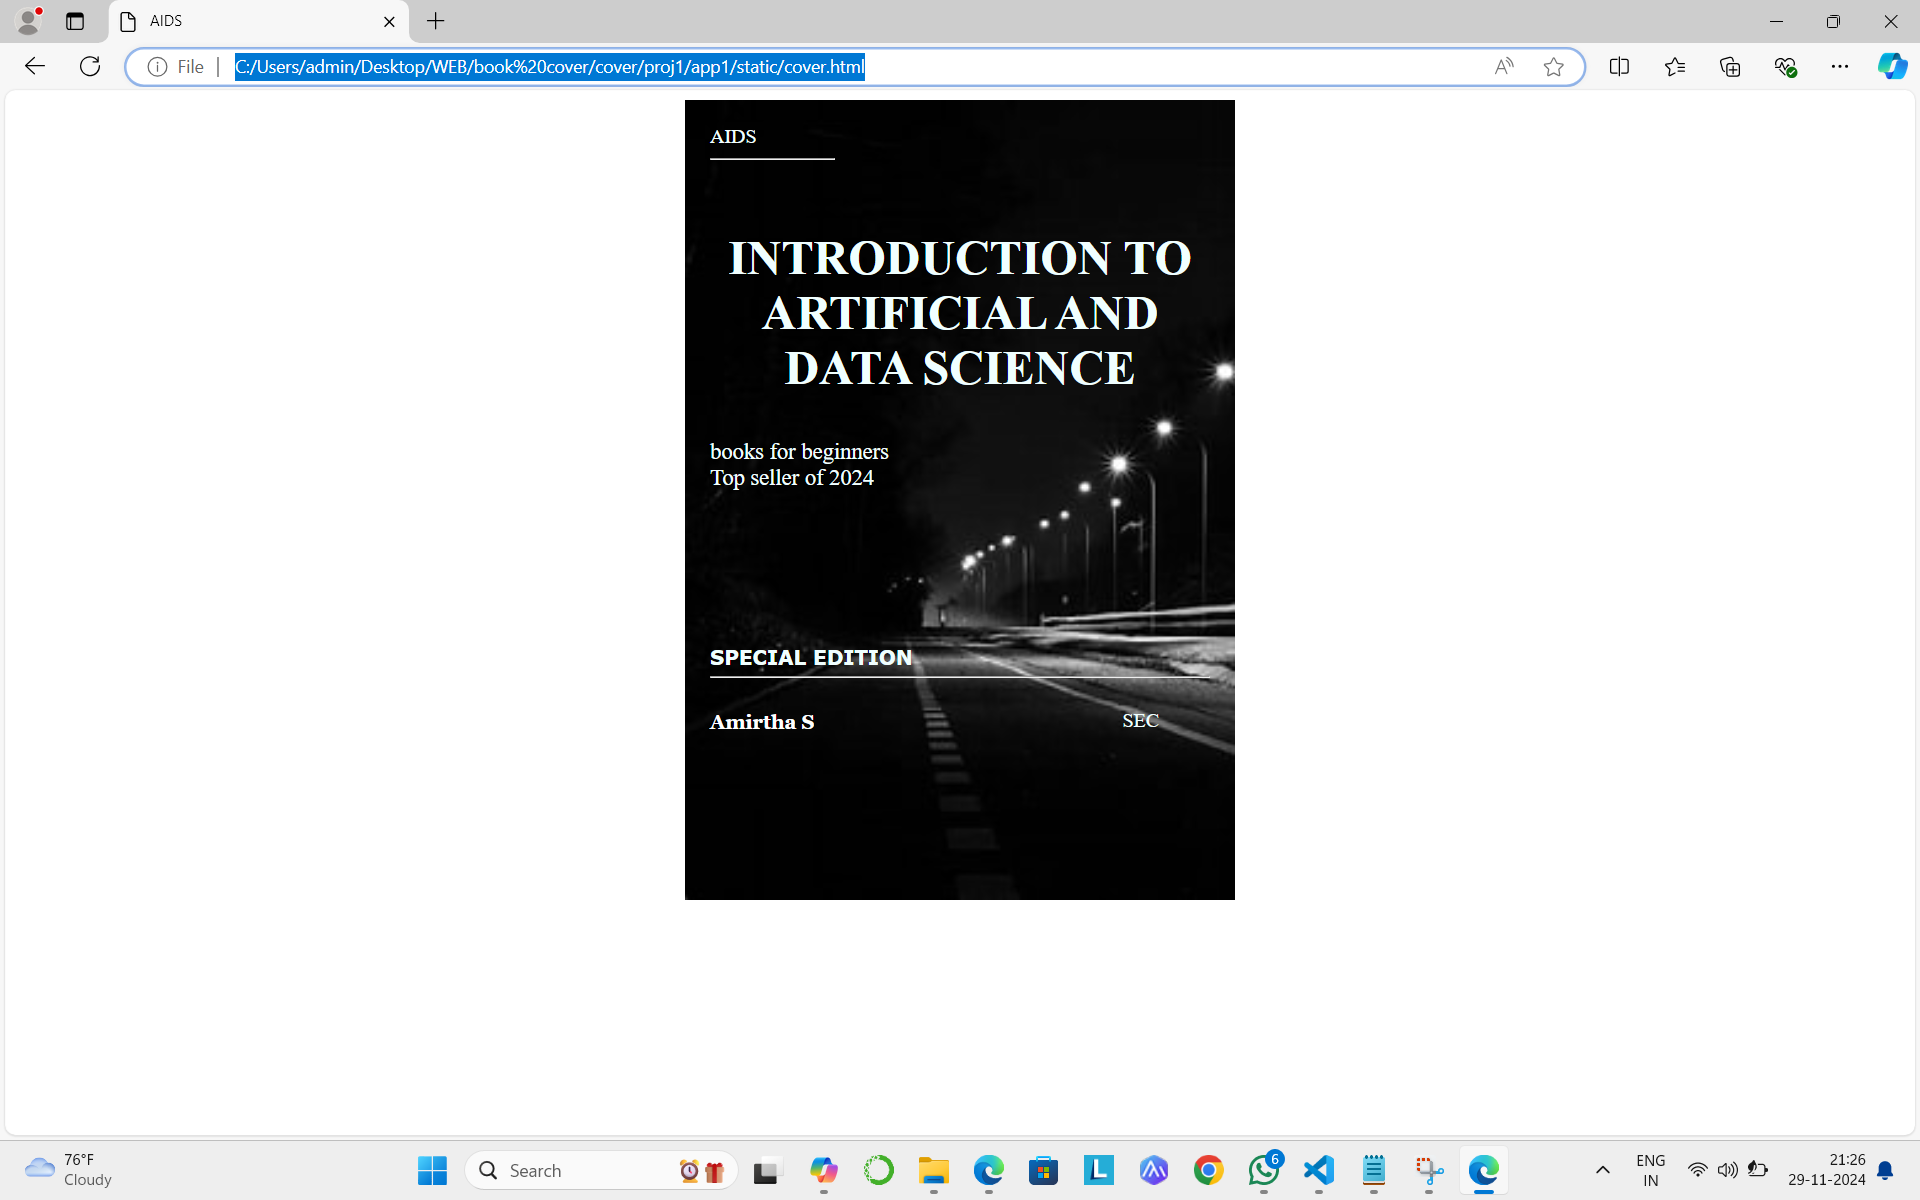 AIDS
File
C:/Users/admin/Desktop/WEB/book%20cover/cover/proj1/app1/static/cover.html
AIDS
INTRODUCTION TO
ARTIFICIAL AND
DATA SCIENCE
books for beginners
Top seller of 2024
SPECIAL EDITION
Amirtha S
SEC
76°F
Cloudy
Search
6
ENG
IN
21:26
29-11-2024